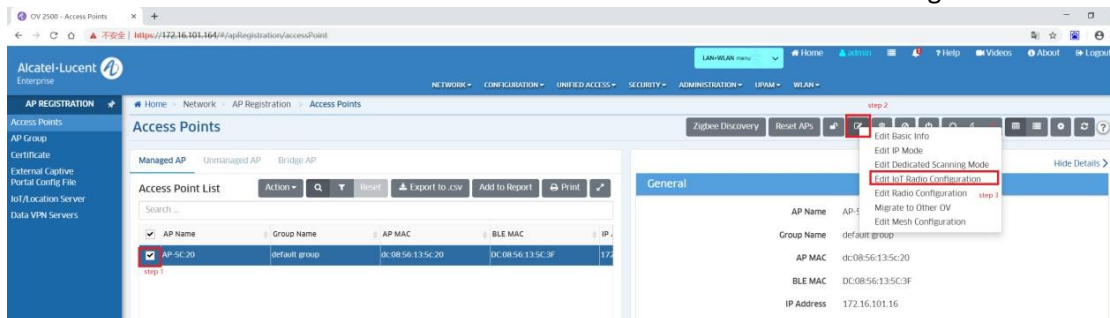 OV 2500 - Access Points
不安全 | https://172.16.101.164/#/apRegistration/accessPoint
LAN+WLAN menu
Home admin ? Help Videos About Logout
Alcatel·Lucent
Enterprise
NETWORK CONFIGURATION UNIFIED ACCESS SECURITY ADMINISTRATION UPAM WLAN
AP REGISTRATION
Home > Network > AP Registration > Access Points
step 2
Access Points
AP Group
Certificate
External Captive
Portal Config File
IoT/Location Server
Data VPN Servers
Access Points
Zigbee Discovery Reset APs
Edit Basic Info
Edit IP Mode
Edit Dedicated Scanning Mode
Edit IoT Radio Configuration
step 3
Edit Radio Configuration
Migrate to Other OV
Edit Mesh Configuration
Hide Details
Managed AP Unmanaged AP Bridge AP
Access Point List
Action Reset Export to .csv Add to Report Print
Search ...
AP Name Group Name AP MAC BLE MAC IP
AP-5C:20 default group dc:08:56:13:5c:20 DC:08:56:13:5C:3F 172
step 1
General
AP Name AP-5
Group Name default group
AP MAC dc:08:56:13:5c:20
BLE MAC DC:08:56:13:5C:3F
IP Address 172.16.101.16